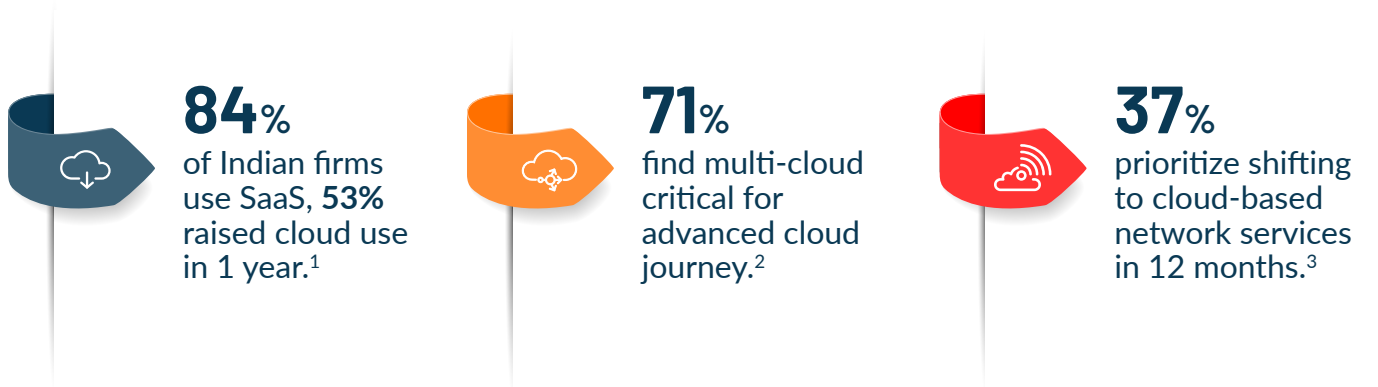 84%
of Indian firms
use SaaS, 53%
raised cloud use
in 1 year.1
71%
find multi-cloud
critical for
advanced cloud
journey.2
37%
prioritize shifting
to cloud-based
network services
in 12 months.3